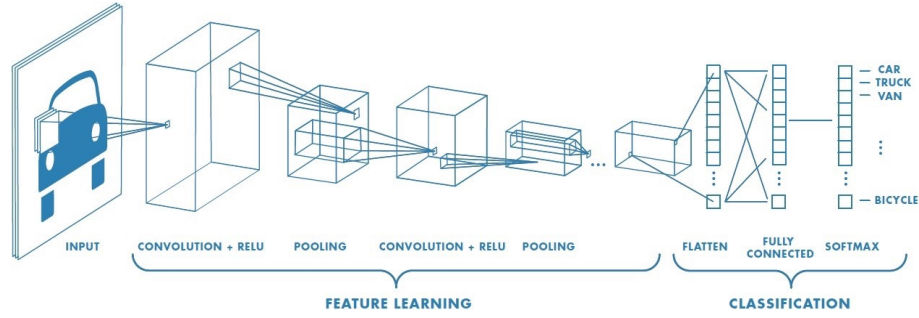 CAR
TRUCK
VAN
BICYCLE
INPUT
CONVOLUTION + RELU
POOLING
CONVOLUTION + RELU
POOLING
FLATTEN
FULLY
CONNECTED
SOFTMAX
FEATURE LEARNING
CLASSIFICATION